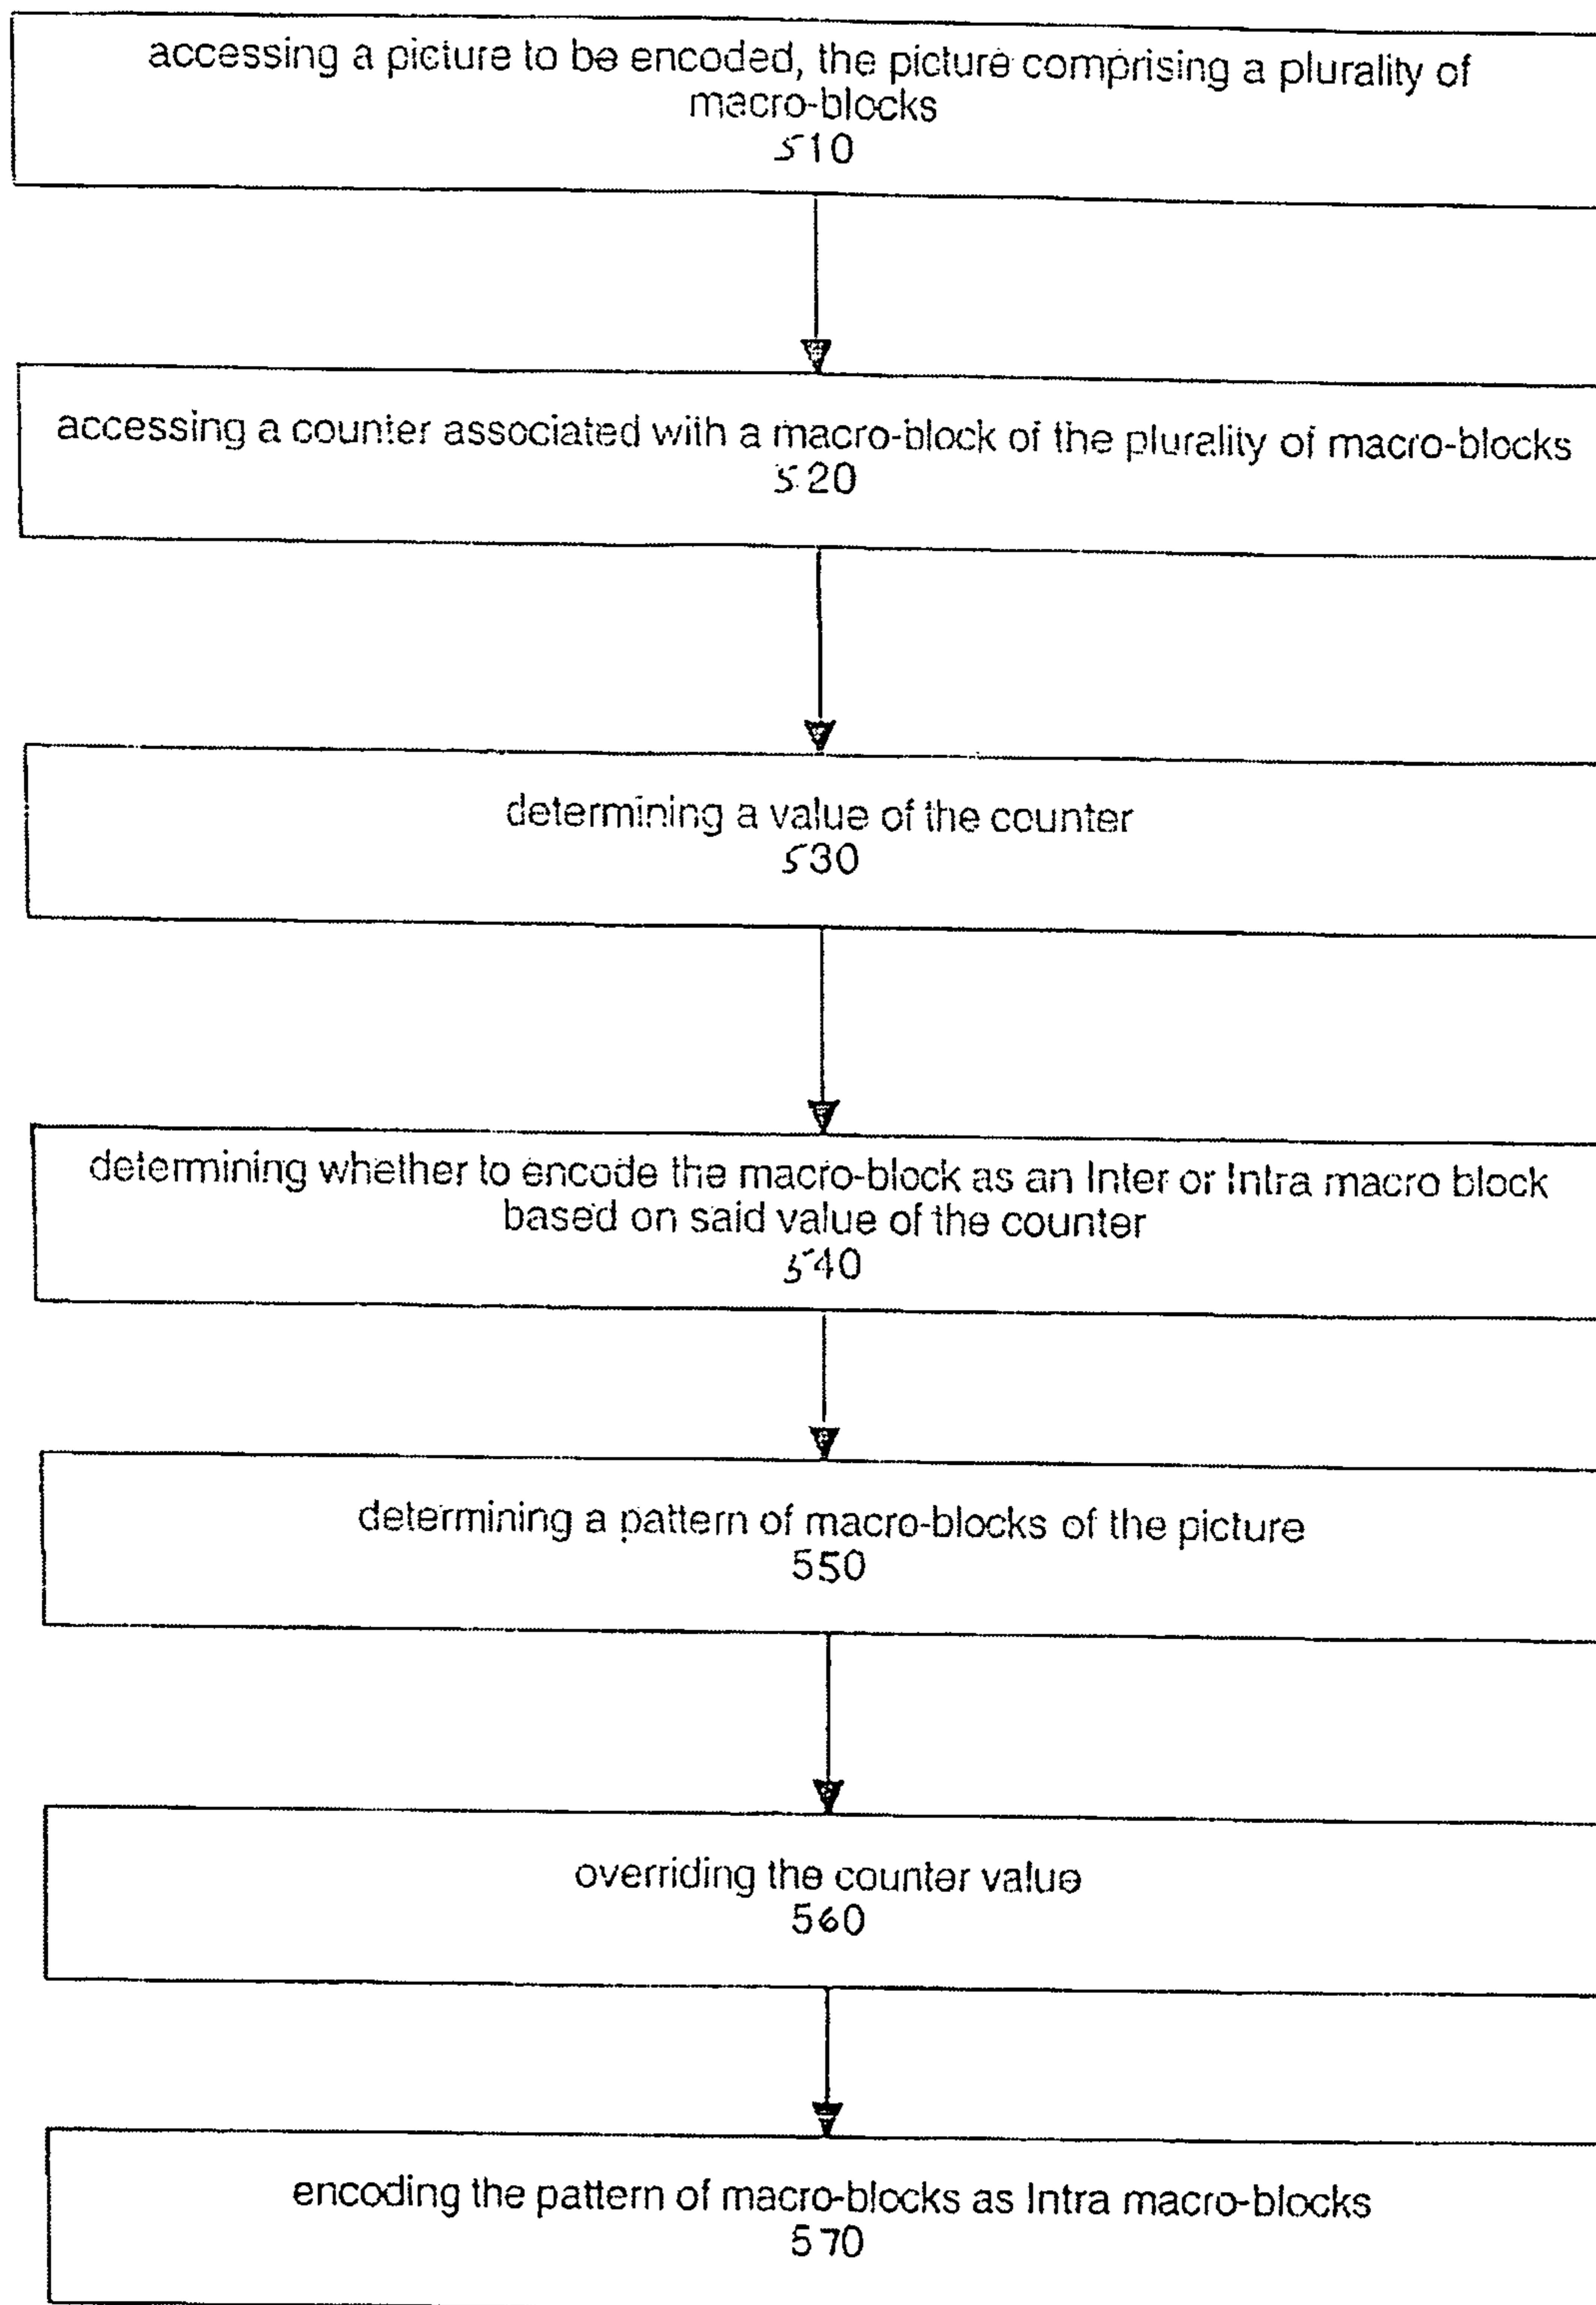 accessing a picture to be encoded, the picture comprising a plurality of
macro-blocks
510
accessing a counter associated with a macro-block of the plurality of macro-blocks
520
determining a value of the counter
530
determining whether to encode the macro-block as an Inter or Intra macro block
based on said value of the counter
540
determining a pattern of macro-blocks of the picture
550
overriding the counter value
560
encoding the pattern of macro-blocks as Intra macro-blocks
570